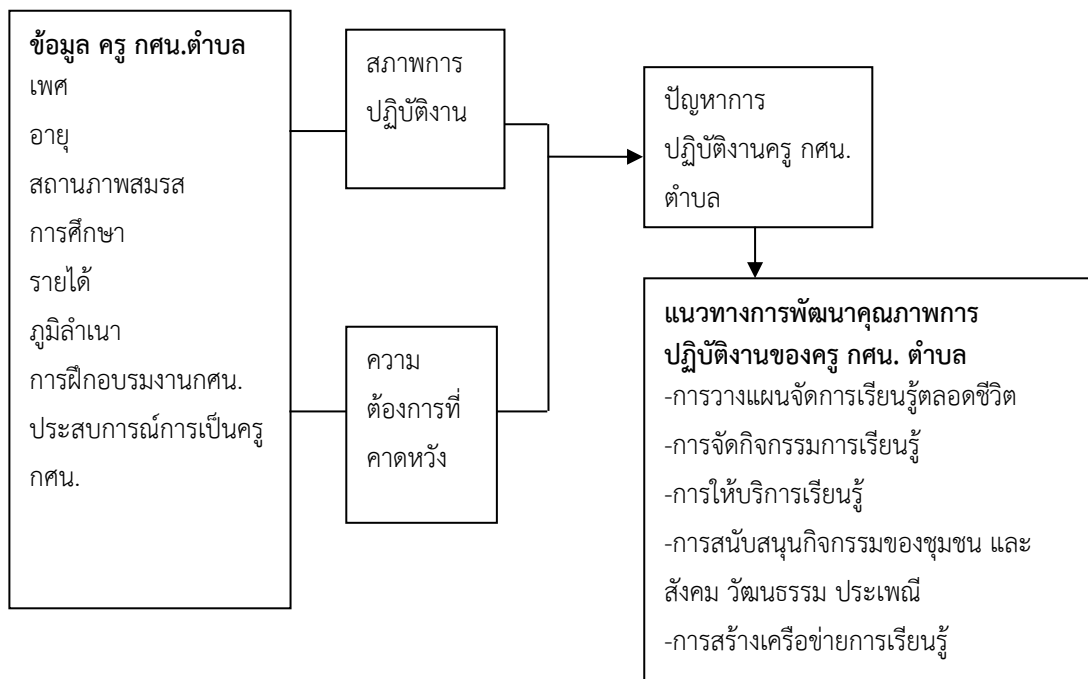 ข้อมูล ครู กศน.ตำบล
เพศ
อายุ
สถานภาพสมรส
การศึกษา
รายได้
ภูมิลำเนา
การฝึกอบรมงานกศน.
ประสบการณ์การเป็นครู
กศน.
สภาพการ
ปฏิบัติงาน
ความ
ต้องการที่
คาดหวัง
ปัญหาการ
ปฏิบัติงานครู กศน.
ตำบล
แนวทางการพัฒนาคุณภาพการ
ปฏิบัติงานของครู กศน. ตำบล
-การวางแผนจัดการเรียนรู้ตลอดชีวิต
-การจัดกิจกรรมการเรียนรู้
-การให้บริการเรียนรู้
-การสนับสนุนกิจกรรมของชุมชน และ
สังคม วัฒนธรรม ประเพณี
-การสร้างเครือข่ายการเรียนรู้